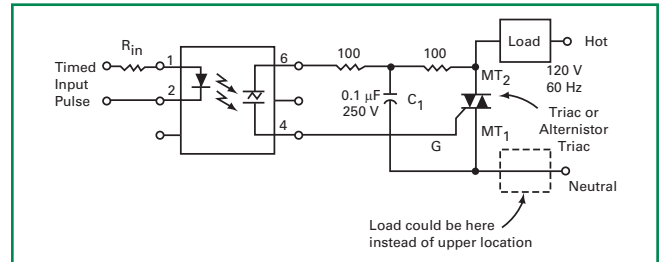 Rin
Timed
Input
Pulse
1
2
6
4
100
100
0.1 μF
250 V
C1
G
MT2
MT1
Load
Hot
120 V
60 Hz
Triac or
Alternistor
Triac
Neutral
Load could be here
instead of upper location